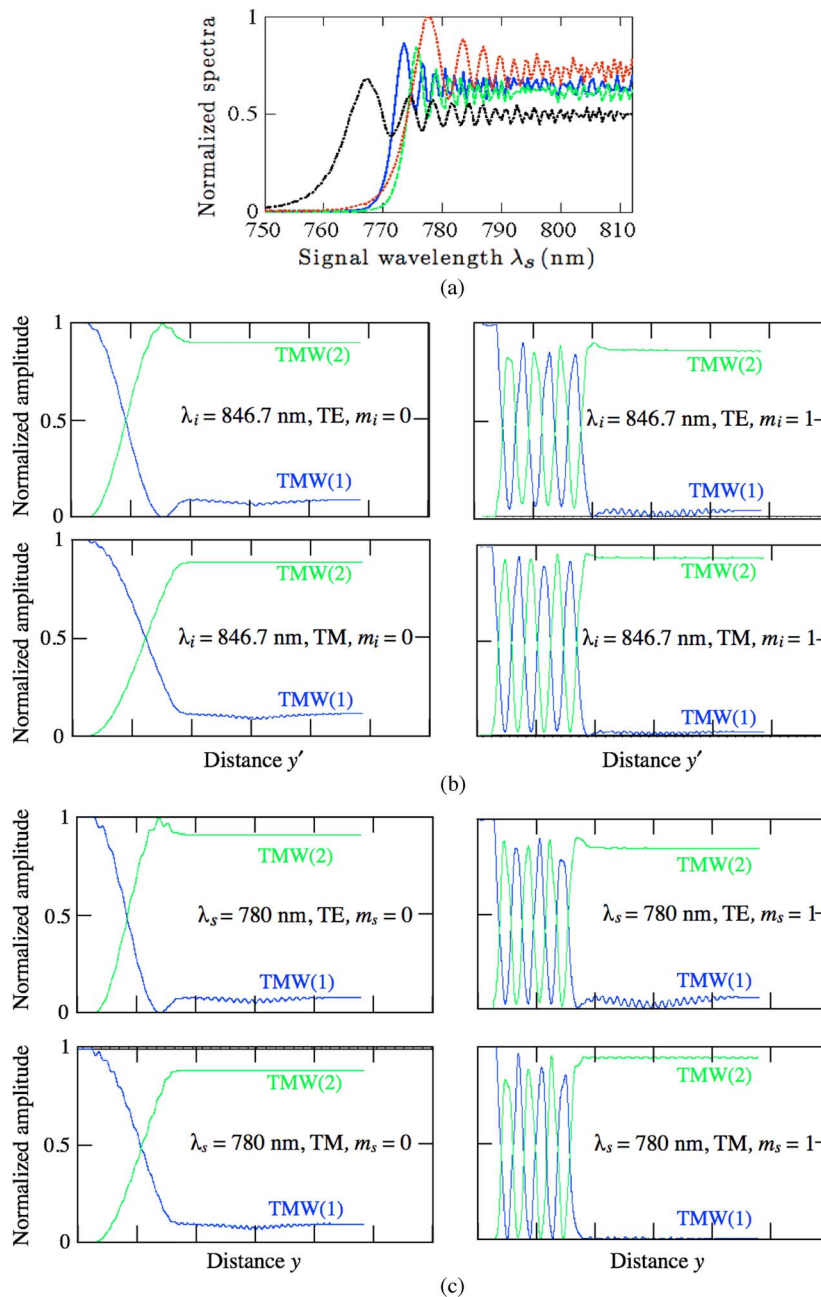 Normalized spectra
1
0.5
0
750 760 770 780 790 800 810
Signal wavelength λs (nm)
(a)
Normalized amplitude
1
0.5
0
TMW(2)
λi = 846.7 nm, TE, mi = 0
TMW(1)
TMW(2)
λi = 846.7 nm, TE, mi = 1
TMW(1)
Normalized amplitude
1
0.5
0
TMW(2)
λi = 846.7 nm, TM, mi = 0
TMW(1)
Distance y′
TMW(2)
λi = 846.7 nm, TM, mi = 1
TMW(1)
Distance y′
(b)
Normalized amplitude
1
0.5
0
TMW(2)
λs = 780 nm, TE, ms = 0
TMW(1)
TMW(2)
λs = 780 nm, TE, ms = 1
TMW(1)
Normalized amplitude
1
0.5
0
TMW(2)
λs = 780 nm, TM, ms = 0
TMW(1)
Distance y
TMW(2)
λs = 780 nm, TM, ms = 1
TMW(1)
Distance y
(c)